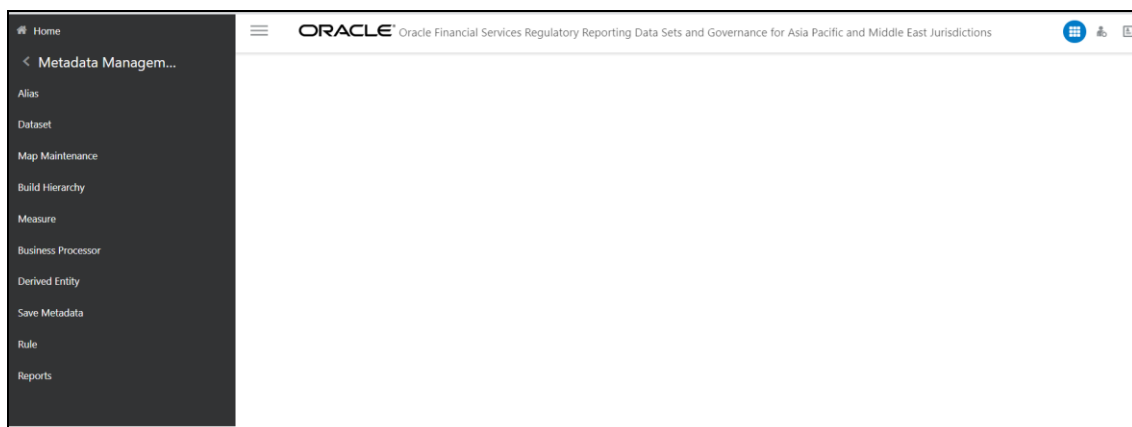 Home
ORACLE® Oracle Financial Services Regulatory Reporting Data Sets and Governance for Asia Pacific and Middle East Jurisdictions
< Metadata Managem...
Alias
Dataset
Map Maintenance
Build Hierarchy
Measure
Business Processor
Derived Entity
Save Metadata
Rule
Reports